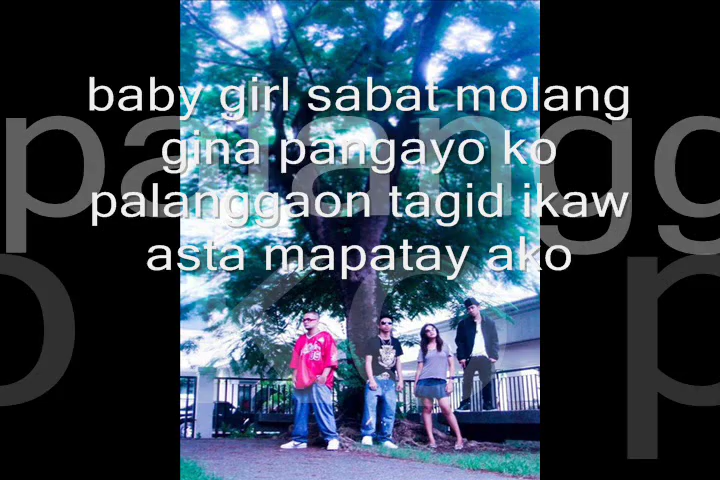 baby girl sabat molang
gina pangayo ko
palanggaon tagid ikaw
asta mapatay ako